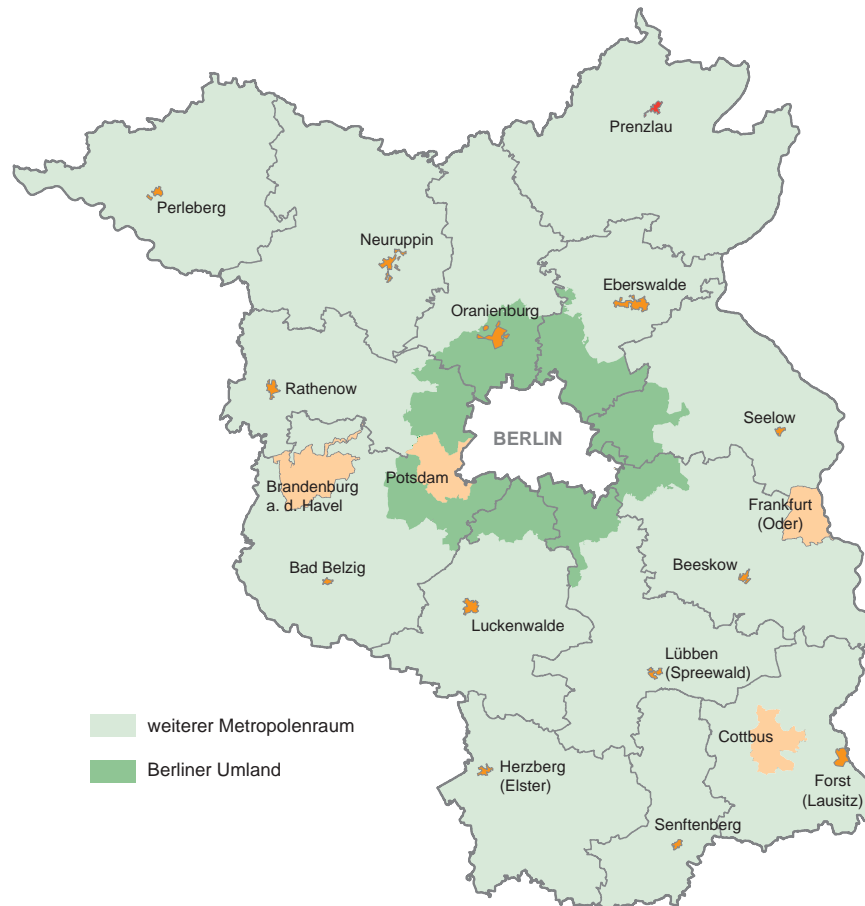 Prenzlau
Perleberg
Neuruppin
Eberswalde
Oranienburg
Rathenow
Seelow
BERLIN
Potsdam
Brandenburg
a. d. Havel
Frankfurt
(Oder)
Bad Belzig
Beeskow
Luckenwalde
Lübben
(Spreewald)
weiterer Metropolenraum
Cottbus
Berliner Umland
Herzberg
(Elster)
Forst
(Lausitz)
Senftenberg